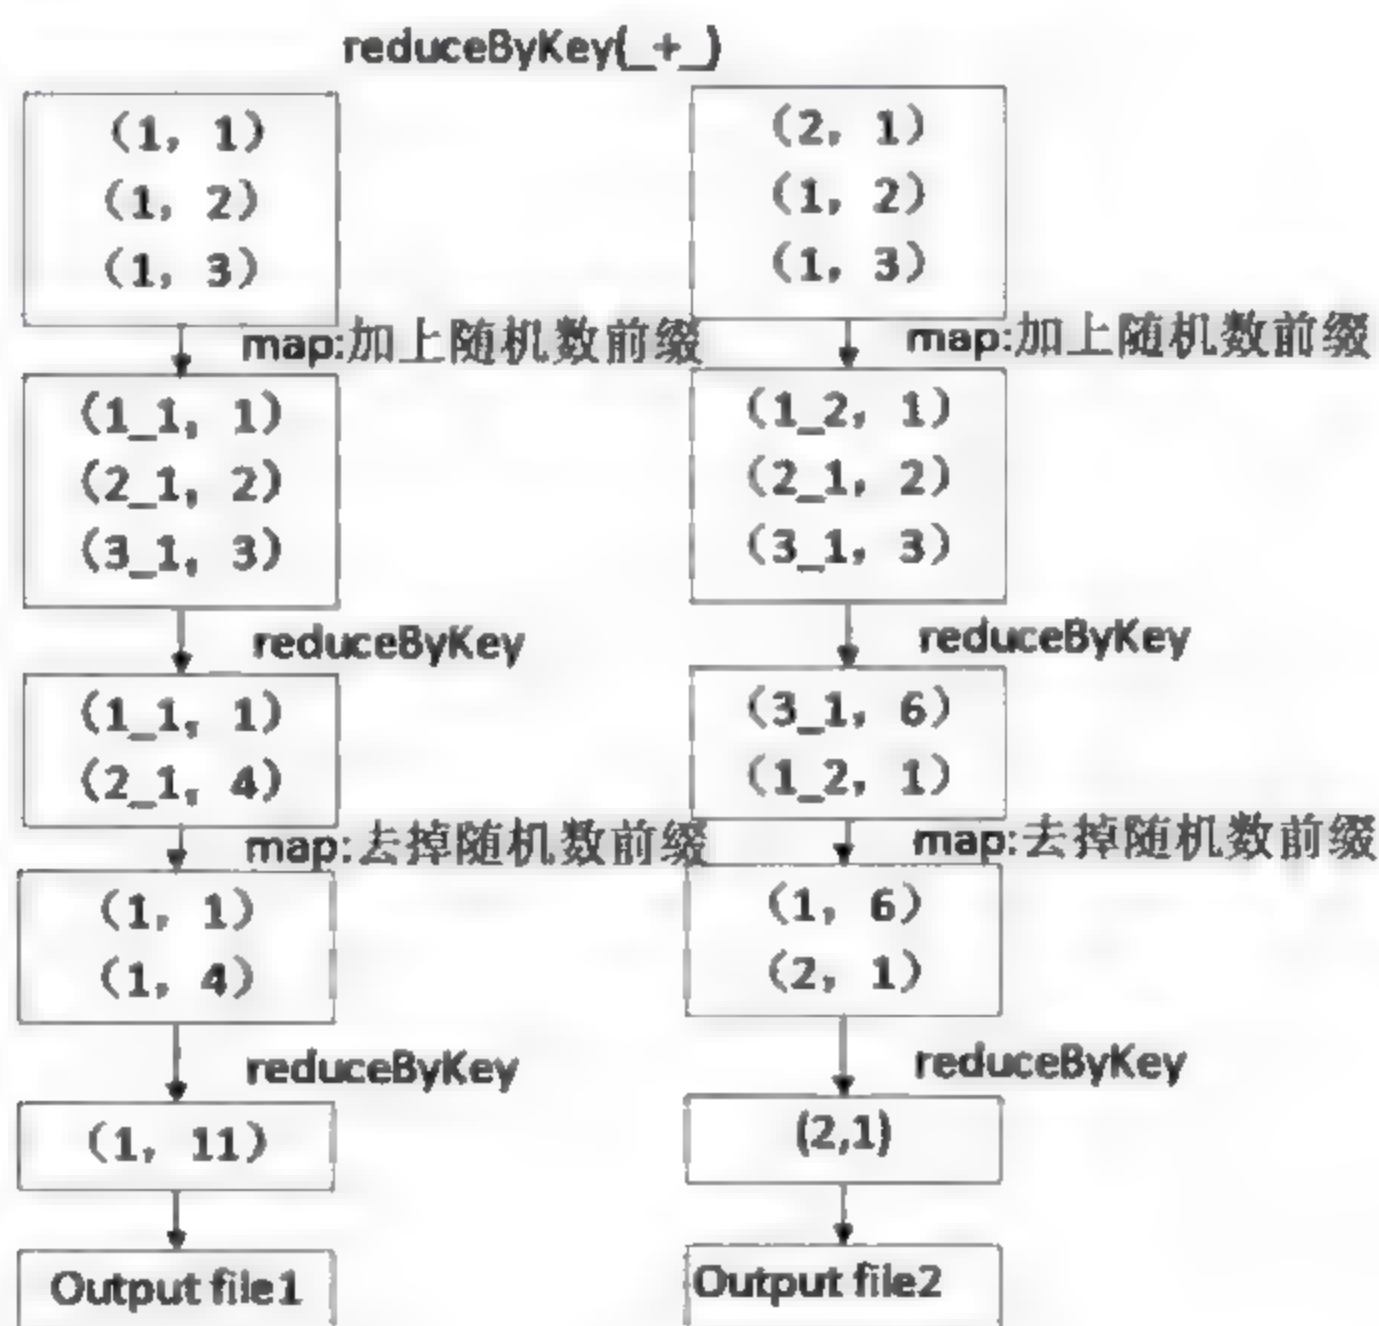 reduceByKey(_+_)
(1, 1)
(1, 2)
(1, 3)
(2, 1)
(1, 2)
(1, 3)
map:加上随机数前缀
map:加上随机数前缀
(1_1, 1)
(2_1, 2)
(3_1, 3)
(1_2, 1)
(2_1, 2)
(3_1, 3)
reduceByKey
reduceByKey
(1_1, 1)
(2_1, 4)
(3_1, 6)
(1_2, 1)
map:去掉随机数前缀
map:去掉随机数前缀
(1, 1)
(1, 4)
(1, 6)
(2, 1)
reduceByKey
reduceByKey
(1, 11)
(2,1)
Output file1
Output file2